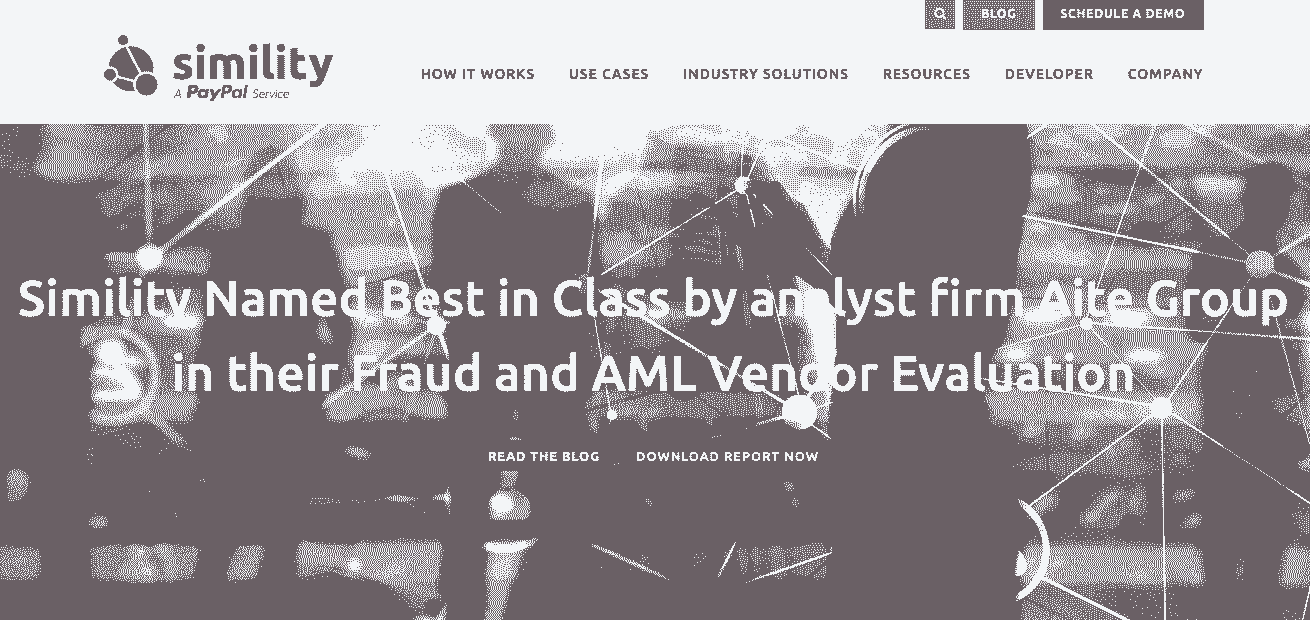 BLOG
SCHEDULE A DEMO
simility
A PayPal Service
HOW IT WORKS
USE CASES
INDUSTRY SOLUTIONS
RESOURCES
DEVELOPER
COMPANY
Simility Named Best in Class by analyst firm Aite Group
in their Fraud and AML Vendor Evaluation
READ THE BLOG
DOWNLOAD REPORT NOW